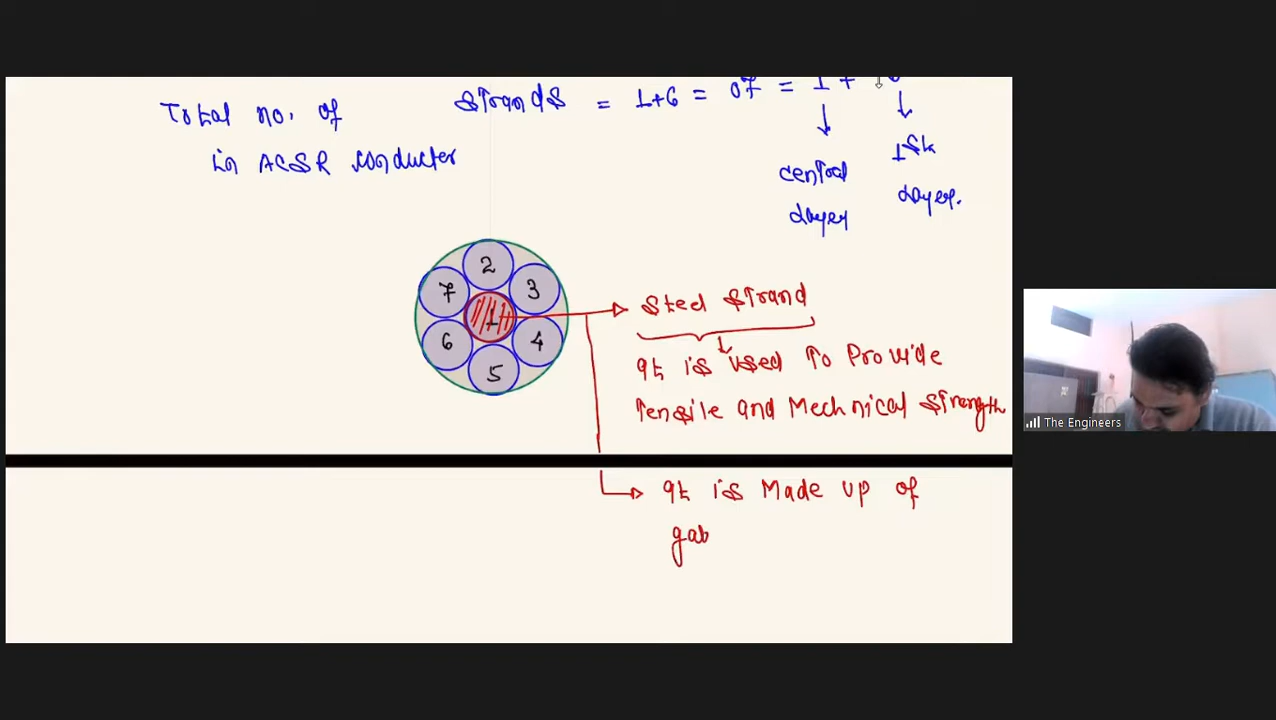 Total no. of strands = 1+6 = 07 = 1 +
in ACSR conductor
central layer
1st layer.
2
7
3
1
6
4
5
Steel strand
It is used To Provide
Tensile and Mechnical Strength
It is Made up of
gab
The Engineers